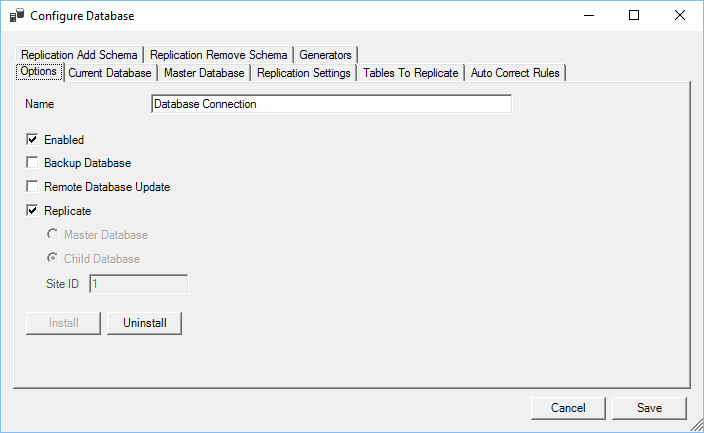 Configure Database
Replication Add Schema Replication Remove Schema Generators
Options Current Database Master Database Replication Settings Tables To Replicate Auto Correct Rules
Name Database Connection
Enabled
Backup Database
Remote Database Update
Replicate
Master Database
Child Database
Site ID 1
Install Uninstall
Cancel Save